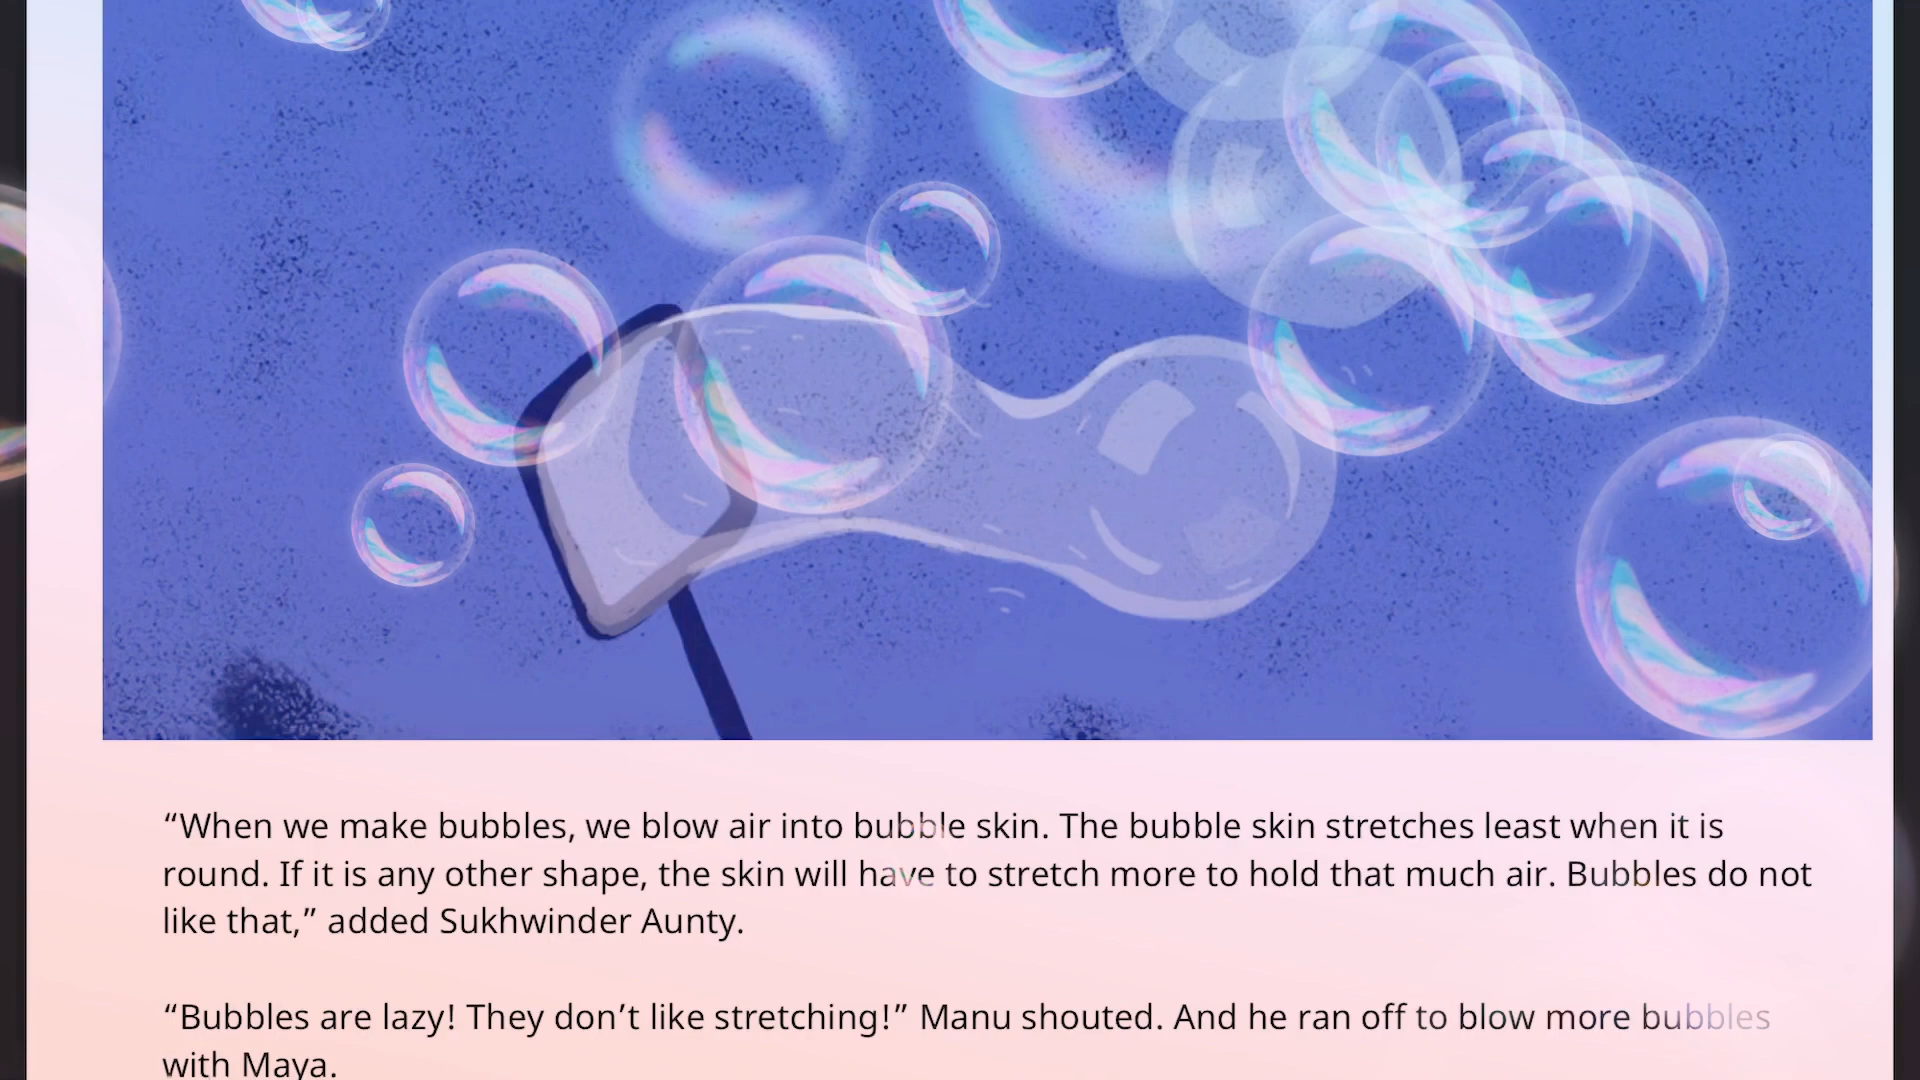 “When we make bubbles, we blow air into bubble skin. The bubble skin stretches least when it is
round. If it is any other shape, the skin will have to stretch more to hold that much air. Bubbles do not
like that,” added Sukhwinder Aunty.
“Bubbles are lazy! They don’t like stretching!” Manu shouted. And he ran off to blow more bubbles
with Maya.